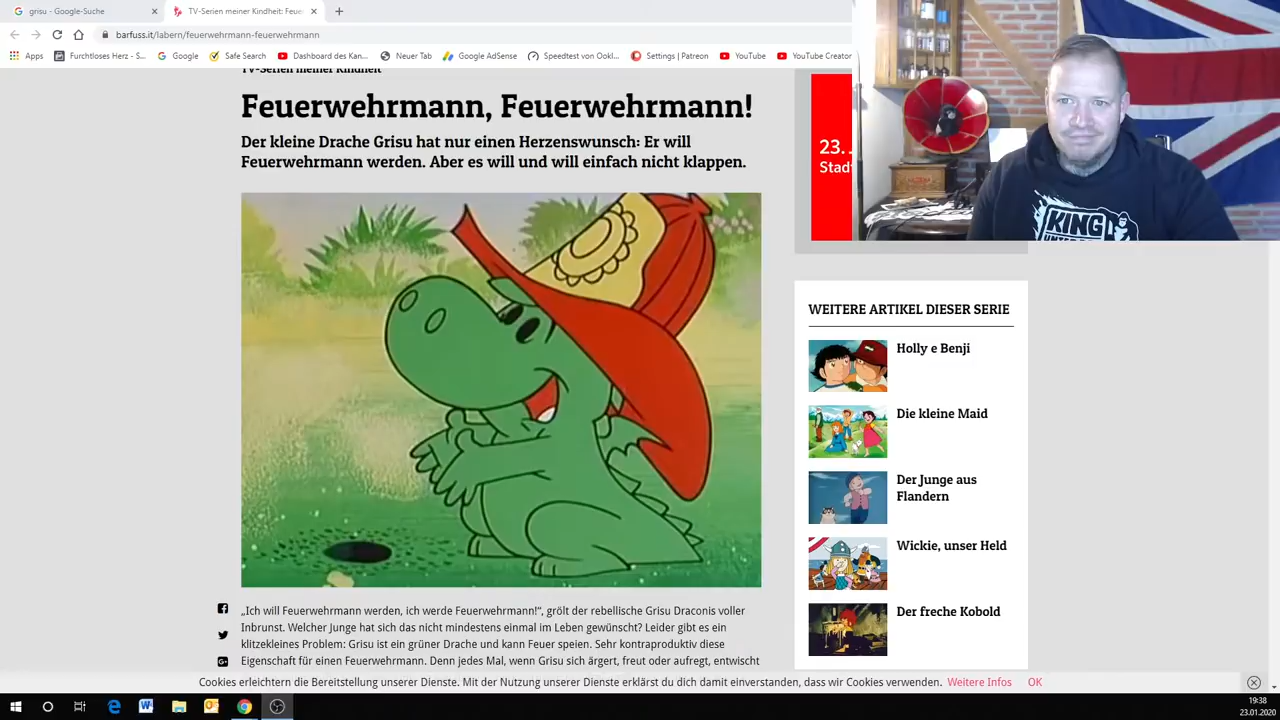 grisu - Google-Suche
TV-Serien meiner Kindheit: Feue
barfuss.it/labern/feuerwehrmann-feuerwehrmann
Apps
Furchtloses Herz - S...
Google
Safe Search
Dashboard des Kan...
Neuer Tab
Google AdSense
Speedtest von Ookl...
Settings | Patreon
YouTube
YouTube Creator
TV-Serien meiner Kindheit
Feuerwehrmann, Feuerwehrmann!
Der kleine Drache Grisu hat nur einen Herzenswunsch: Er will
Feuerwehrmann werden. Aber es will und will einfach nicht klappen.
23.
Stadt
KING
WEITERE ARTIKEL DIESER SERIE
Holly e Benji
Die kleine Maid
Der Junge aus
Flandern
Wickie, unser Held
Der freche Kobold
„Ich will Feuerwehrmann werden, ich werde Feuerwehrmann!“, grölt der rebellische Grisu Draconis voller
Inbrunst. Welcher Junge hat sich das nicht mindestens einmal im Leben gewünscht? Leider gibt es ein
klitzekleines Problem: Grisu ist ein grüner Drache und kann Feuer speien. Sehr kontraproduktiv diese
Eigenschaft für einen Feuerwehrmann. Denn jedes Mal, wenn Grisu sich ärgert, freut oder aufregt, entwischt
Cookies erleichtern die Bereitstellung unserer Dienste. Mit der Nutzung unserer Dienste erklärst du dich damit einverstanden, dass wir Cookies verwenden. Weitere Infos OK
19:38
23.01.2020